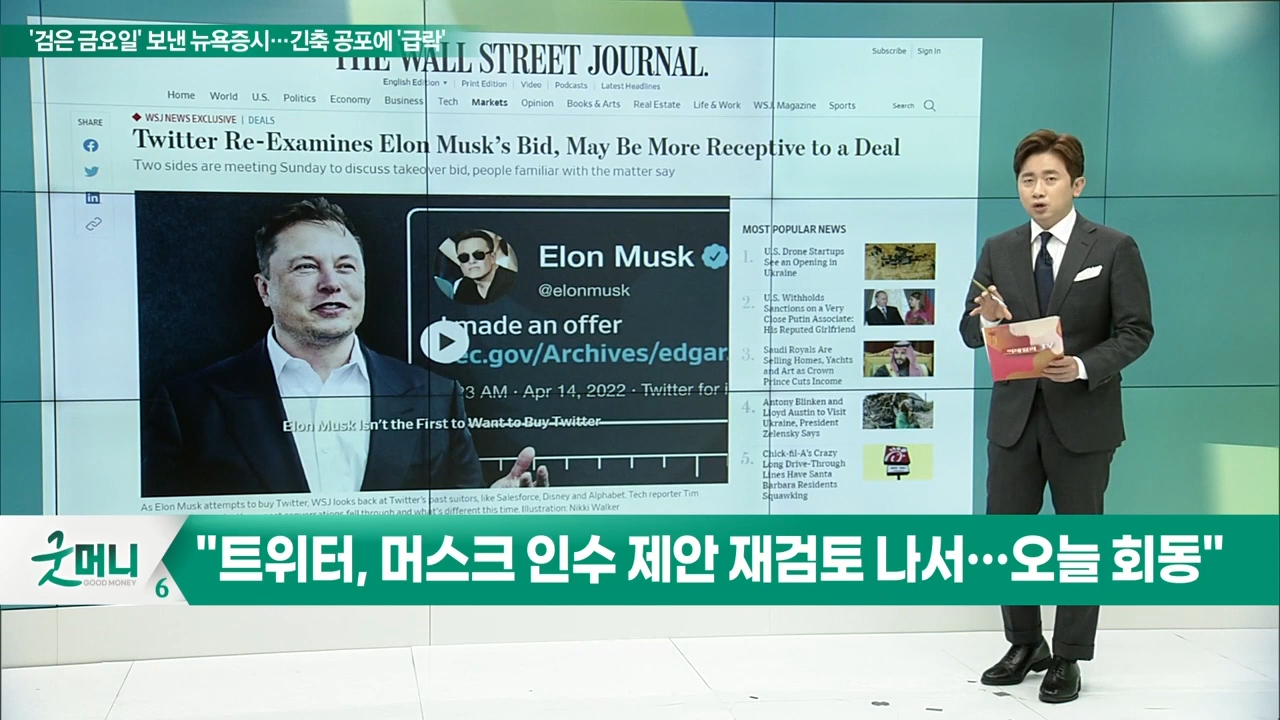 '검은 금요일' 보낸 뉴욕증시…긴축 공포에 '급락'
THE WALL STREET JOURNAL.
Subscribe Sign In
English Edition Print Edition Video Podcasts Latest Headlines
Home World U.S. Politics Economy Business Tech Markets Opinion Books & Arts Real Estate Life & Work WSJ. Magazine Sports Search
SHARE
WSJ NEWS EXCLUSIVE | DEALS
Twitter Re-Examines Elon Musk's Bid, May Be More Receptive to a Deal
Two sides are meeting Sunday to discuss takeover bid, people familiar with the matter say
Elon Musk
@elonmusk
made an offer
ec.gov/Archives/edgar
23 AM · Apr 14, 2022 · Twitter for i
Elon Musk Isn't the First to Want to Buy Twitter
As Elon Musk attempts to buy Twitter, WSJ looks back at Twitter's past suitors, like Salesforce, Disney and Alphabet. Tech reporter Tim
fell through and what's different this time. Illustration: Nikki Walker
MOST POPULAR NEWS
1. U.S. Drone Startups
See an Opening in
Ukraine
2. U.S. Withholds
Sanctions on a Very
Close Putin Associate:
His Reputed Girlfriend
3. Saudi Royals Are
Selling Homes, Yachts
and Art as Crown
Prince Cuts Income
4. Antony Blinken and
Lloyd Austin to Visit
Ukraine, President
Zelensky Says
5. Chick-fil-A's Crazy
Long Drive-Through
Lines Have Santa
Barbara Residents
Squawking
굿머니
GOOD MONEY
6
"트위터, 머스크 인수 제안 재검토 나서…오늘 회동"